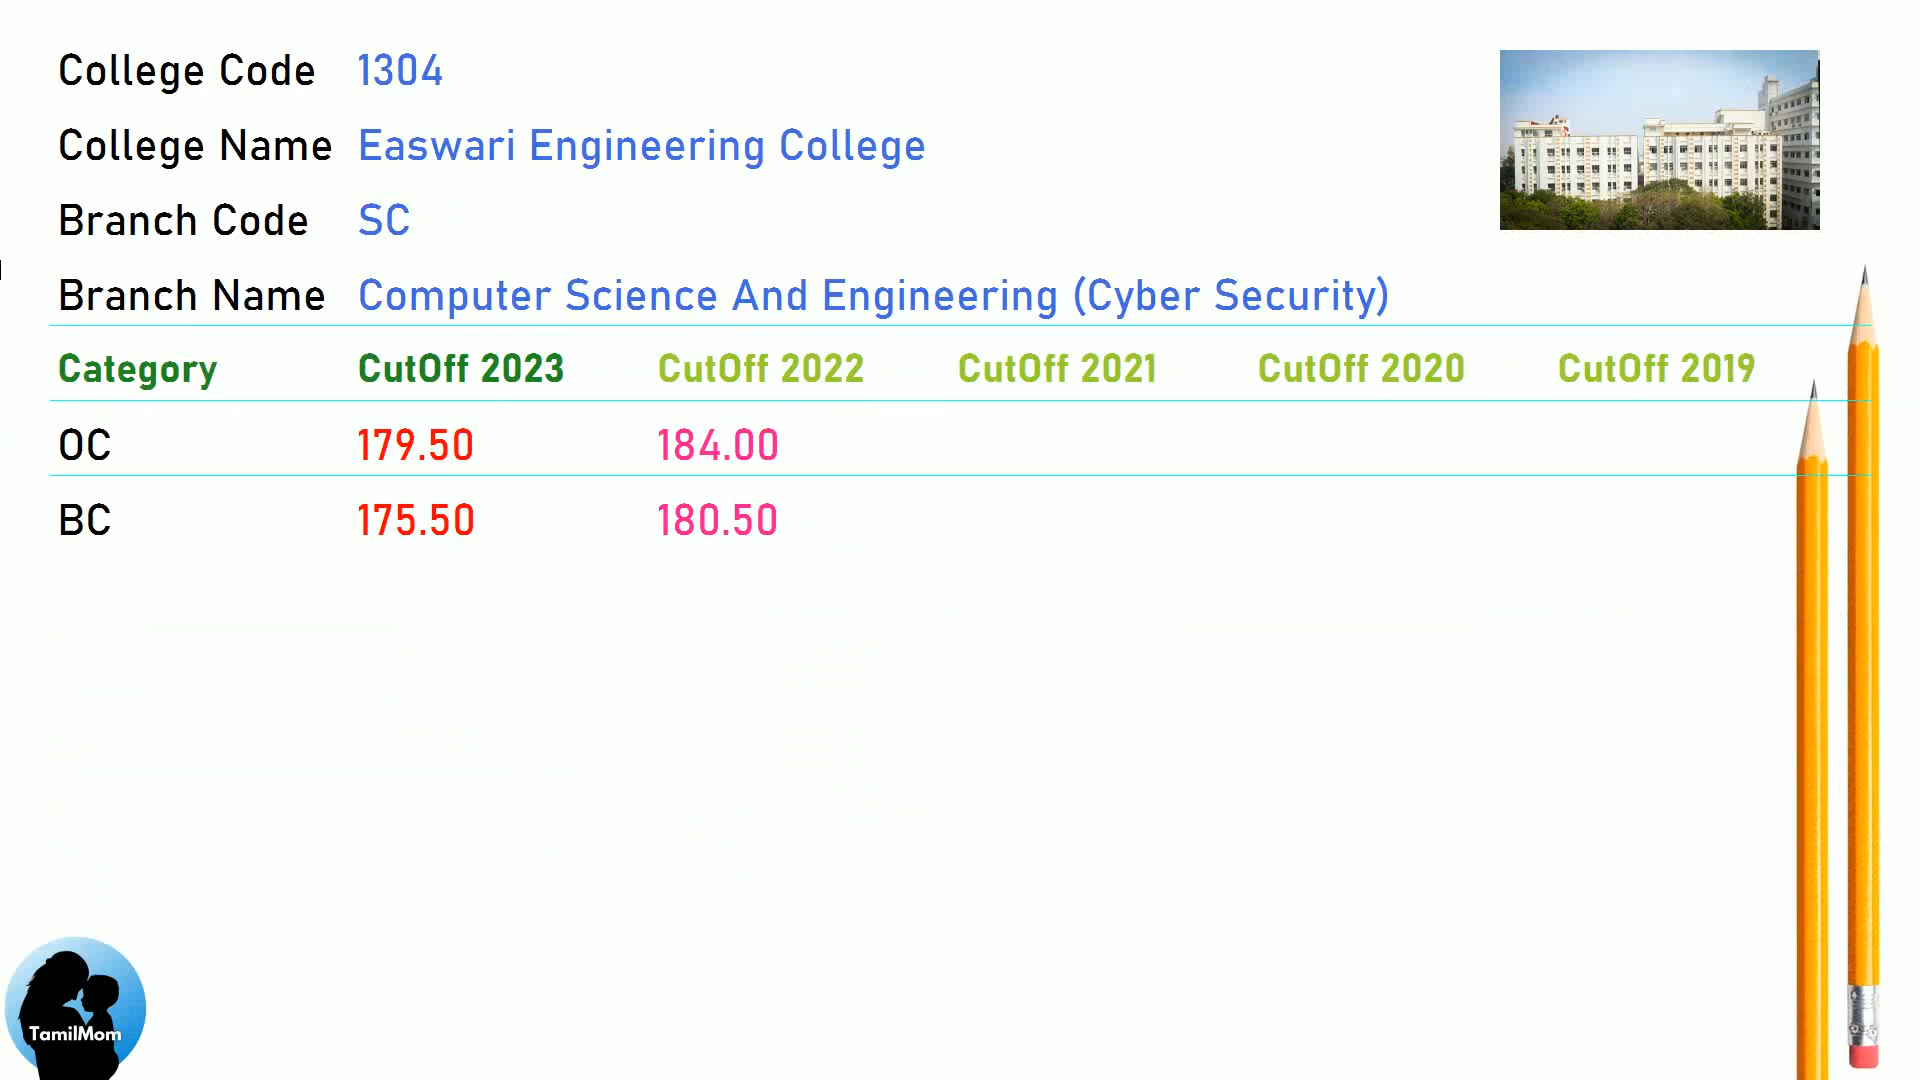 College Code 1304
College Name Easwari Engineering College
Branch Code SC
Branch Name Computer Science And Engineering (Cyber Security)
Category CutOff 2023 CutOff 2022 CutOff 2021 CutOff 2020 CutOff 2019
OC 179.50 184.00
BC 175.50 180.50
TamilMom